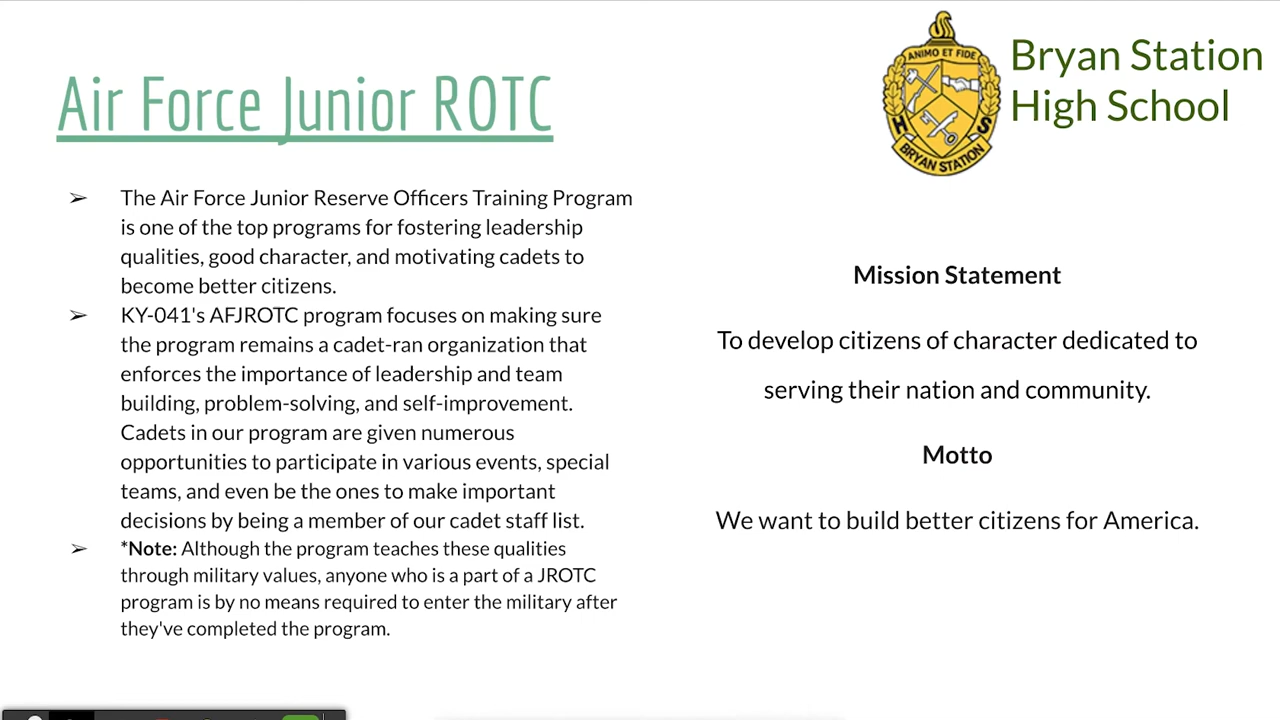 Air Force Junior ROTC
ANIMO ET FIDE
H S
BRYAN STATION
Bryan Station
High School
➢ The Air Force Junior Reserve Officers Training Program
is one of the top programs for fostering leadership
qualities, good character, and motivating cadets to
become better citizens.
➢ KY-041's AFJROTC program focuses on making sure
the program remains a cadet-ran organization that
enforces the importance of leadership and team
building, problem-solving, and self-improvement.
Cadets in our program are given numerous
opportunities to participate in various events, special
teams, and even be the ones to make important
decisions by being a member of our cadet staff list.
➢ *Note: Although the program teaches these qualities
through military values, anyone who is a part of a JROTC
program is by no means required to enter the military after
they've completed the program.
Mission Statement
To develop citizens of character dedicated to
serving their nation and community.
Motto
We want to build better citizens for America.